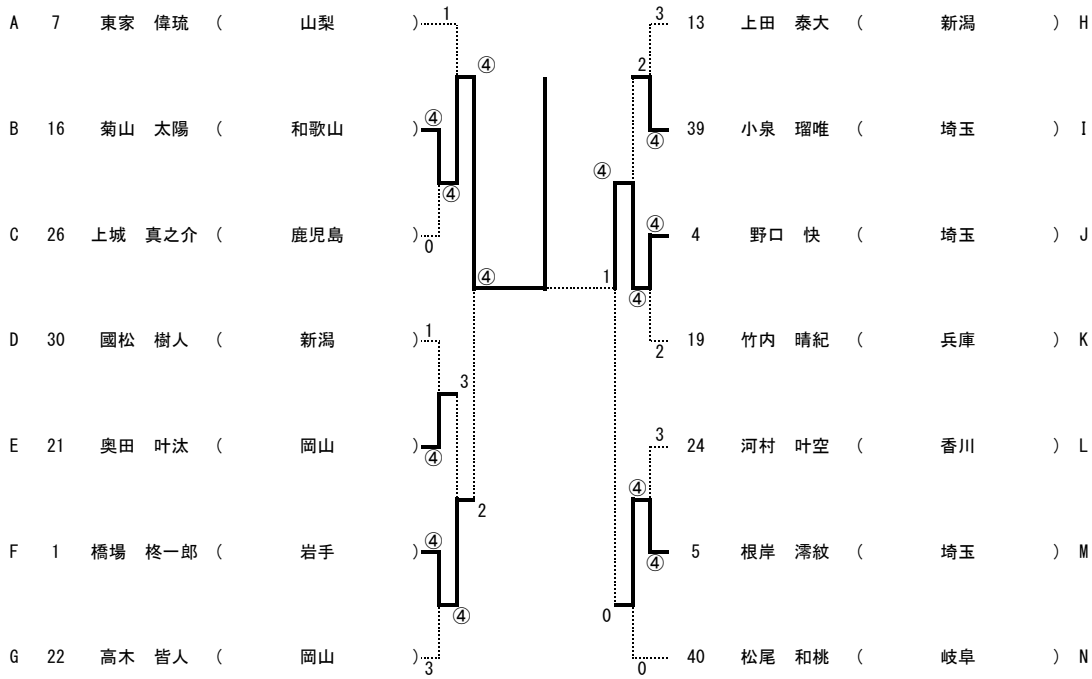 A 7 東家 偉琉 ( 山梨 ) 1 3 13 上田 泰大 ( 新潟 ) H
④ 2
B 16 菊山 太陽 ( 和歌山 ) ④ ④ 39 小泉 瑠唯 ( 埼玉 ) I
④ ④
C 26 上城 真之介 ( 鹿児島 ) 0 ④ 4 野口 快 ( 埼玉 ) J
④ 1 ④
D 30 國松 樹人 ( 新潟 ) 1 2 19 竹内 晴紀 ( 兵庫 ) K
3
E 21 奥田 叶汰 ( 岡山 ) ④ 3 24 河村 叶空 ( 香川 ) L
2 ④
F 1 橋場 柊一郎 ( 岩手 ) ④ ④ 5 根岸 澪紋 ( 埼玉 ) M
④ 0
G 22 高木 皆人 ( 岡山 ) 3 0 40 松尾 和桃 ( 岐阜 ) N